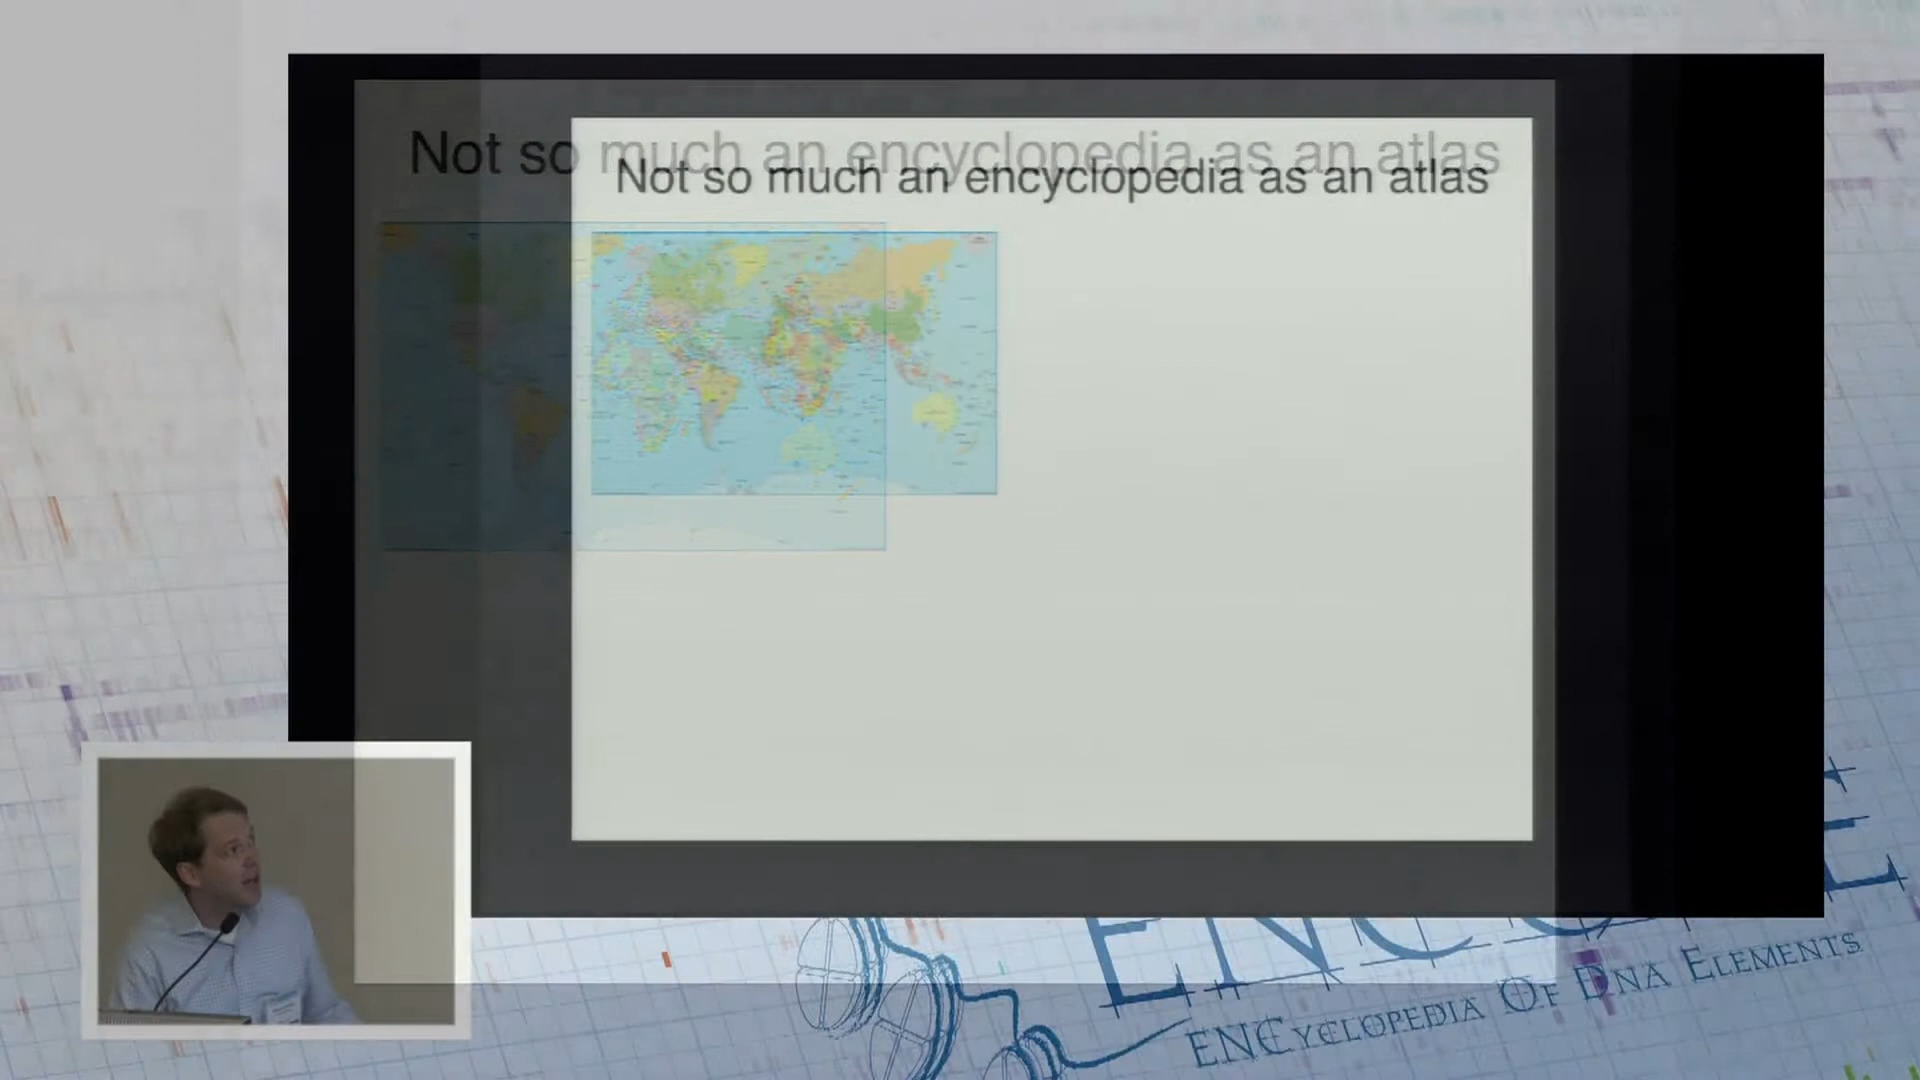 Not so much an encyclopedia as an atlas
Not so much an encyclopedia as an atlas
ENC
E
ENCYCLOPEDIA OF DNA ELEMENTS